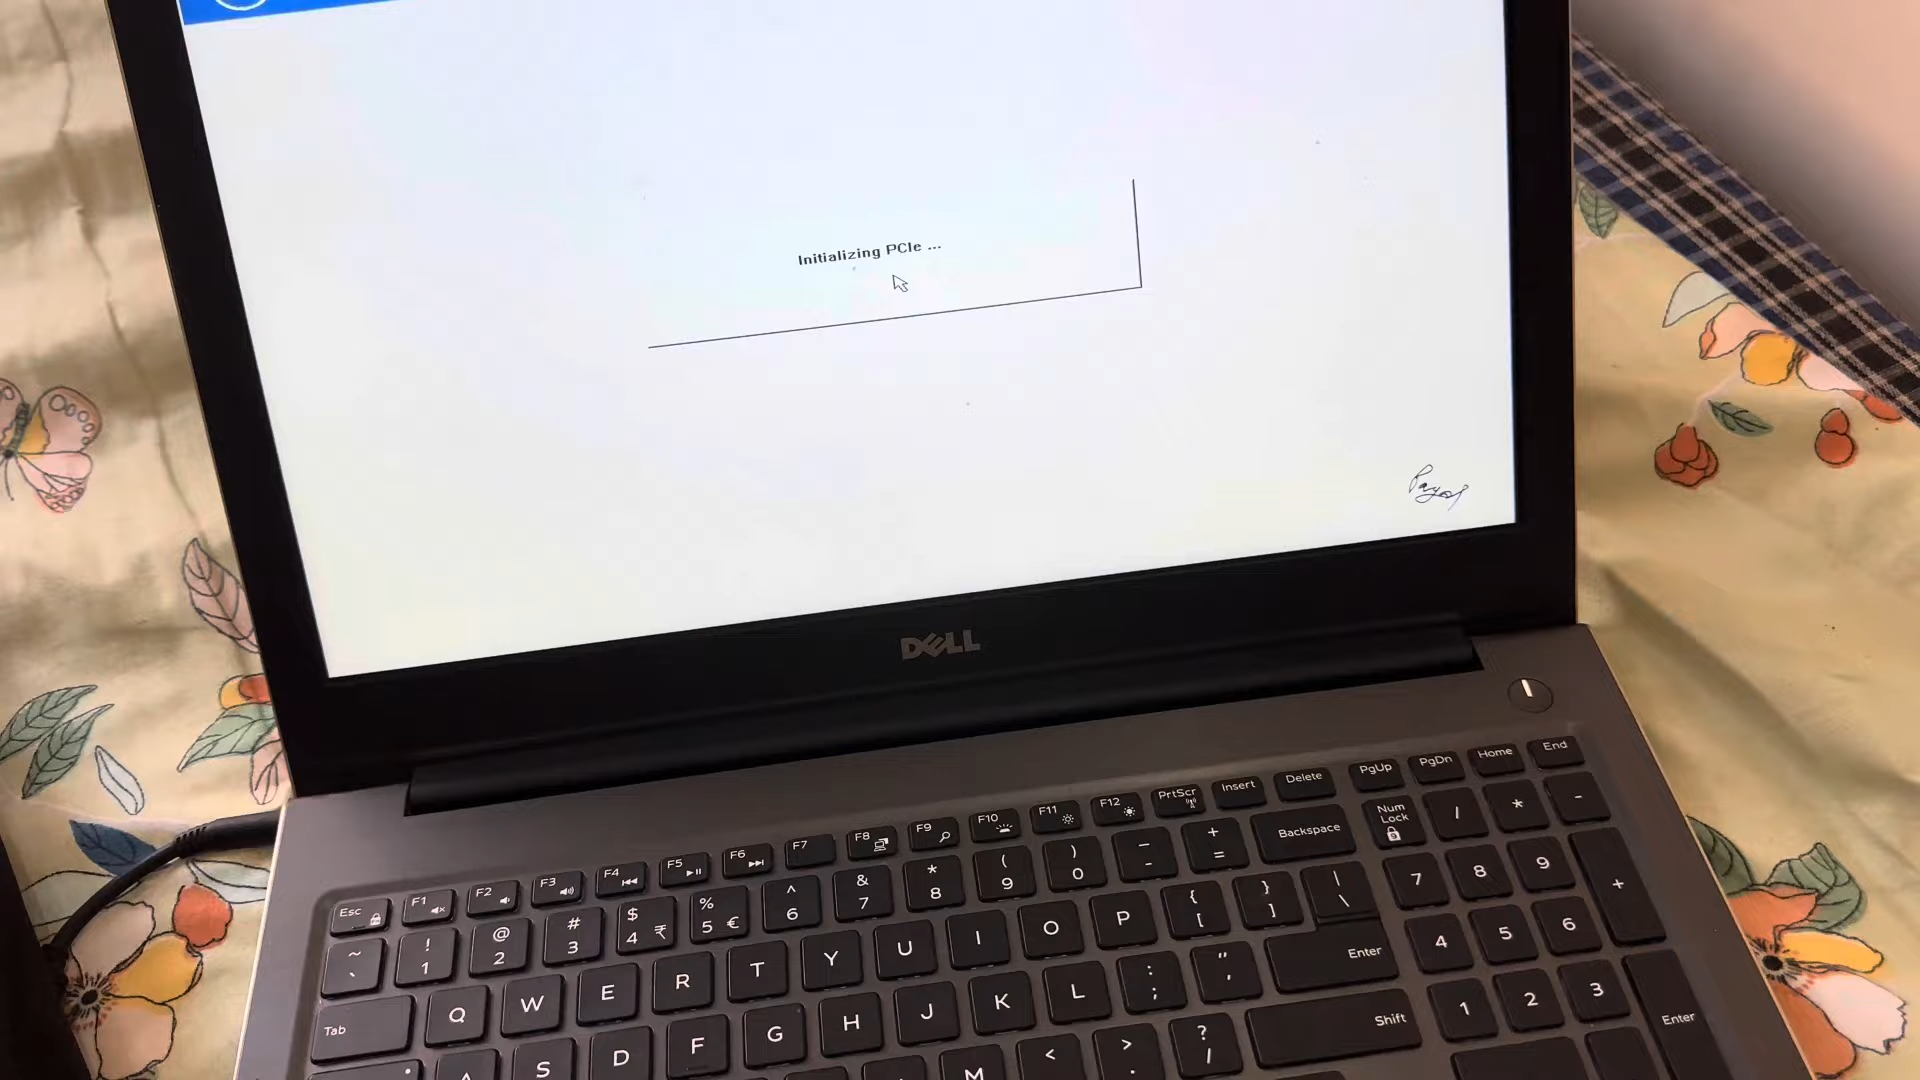 Initializing PCIe ...
Payal
DELL
Esc F1 F2 F3 F4 F5 F6 F7 F8 F9 F10 F11 F12 PrtScr Insert Delete PgUp PgDn Home End
~ ` ! 1 @ 2 # 3 $ 4 ₹ % 5 € ^ 6 & 7 * 8 ( 9 ) 0 _ - + = Backspace Num Lock / * -
Tab Q W E R T Y U I O P { [ } ] | \ 7 8 9 +
A S D F G H J K L : ; " ' Enter 4 5 6
M < , > . ? / Shift 1 2 3 Enter